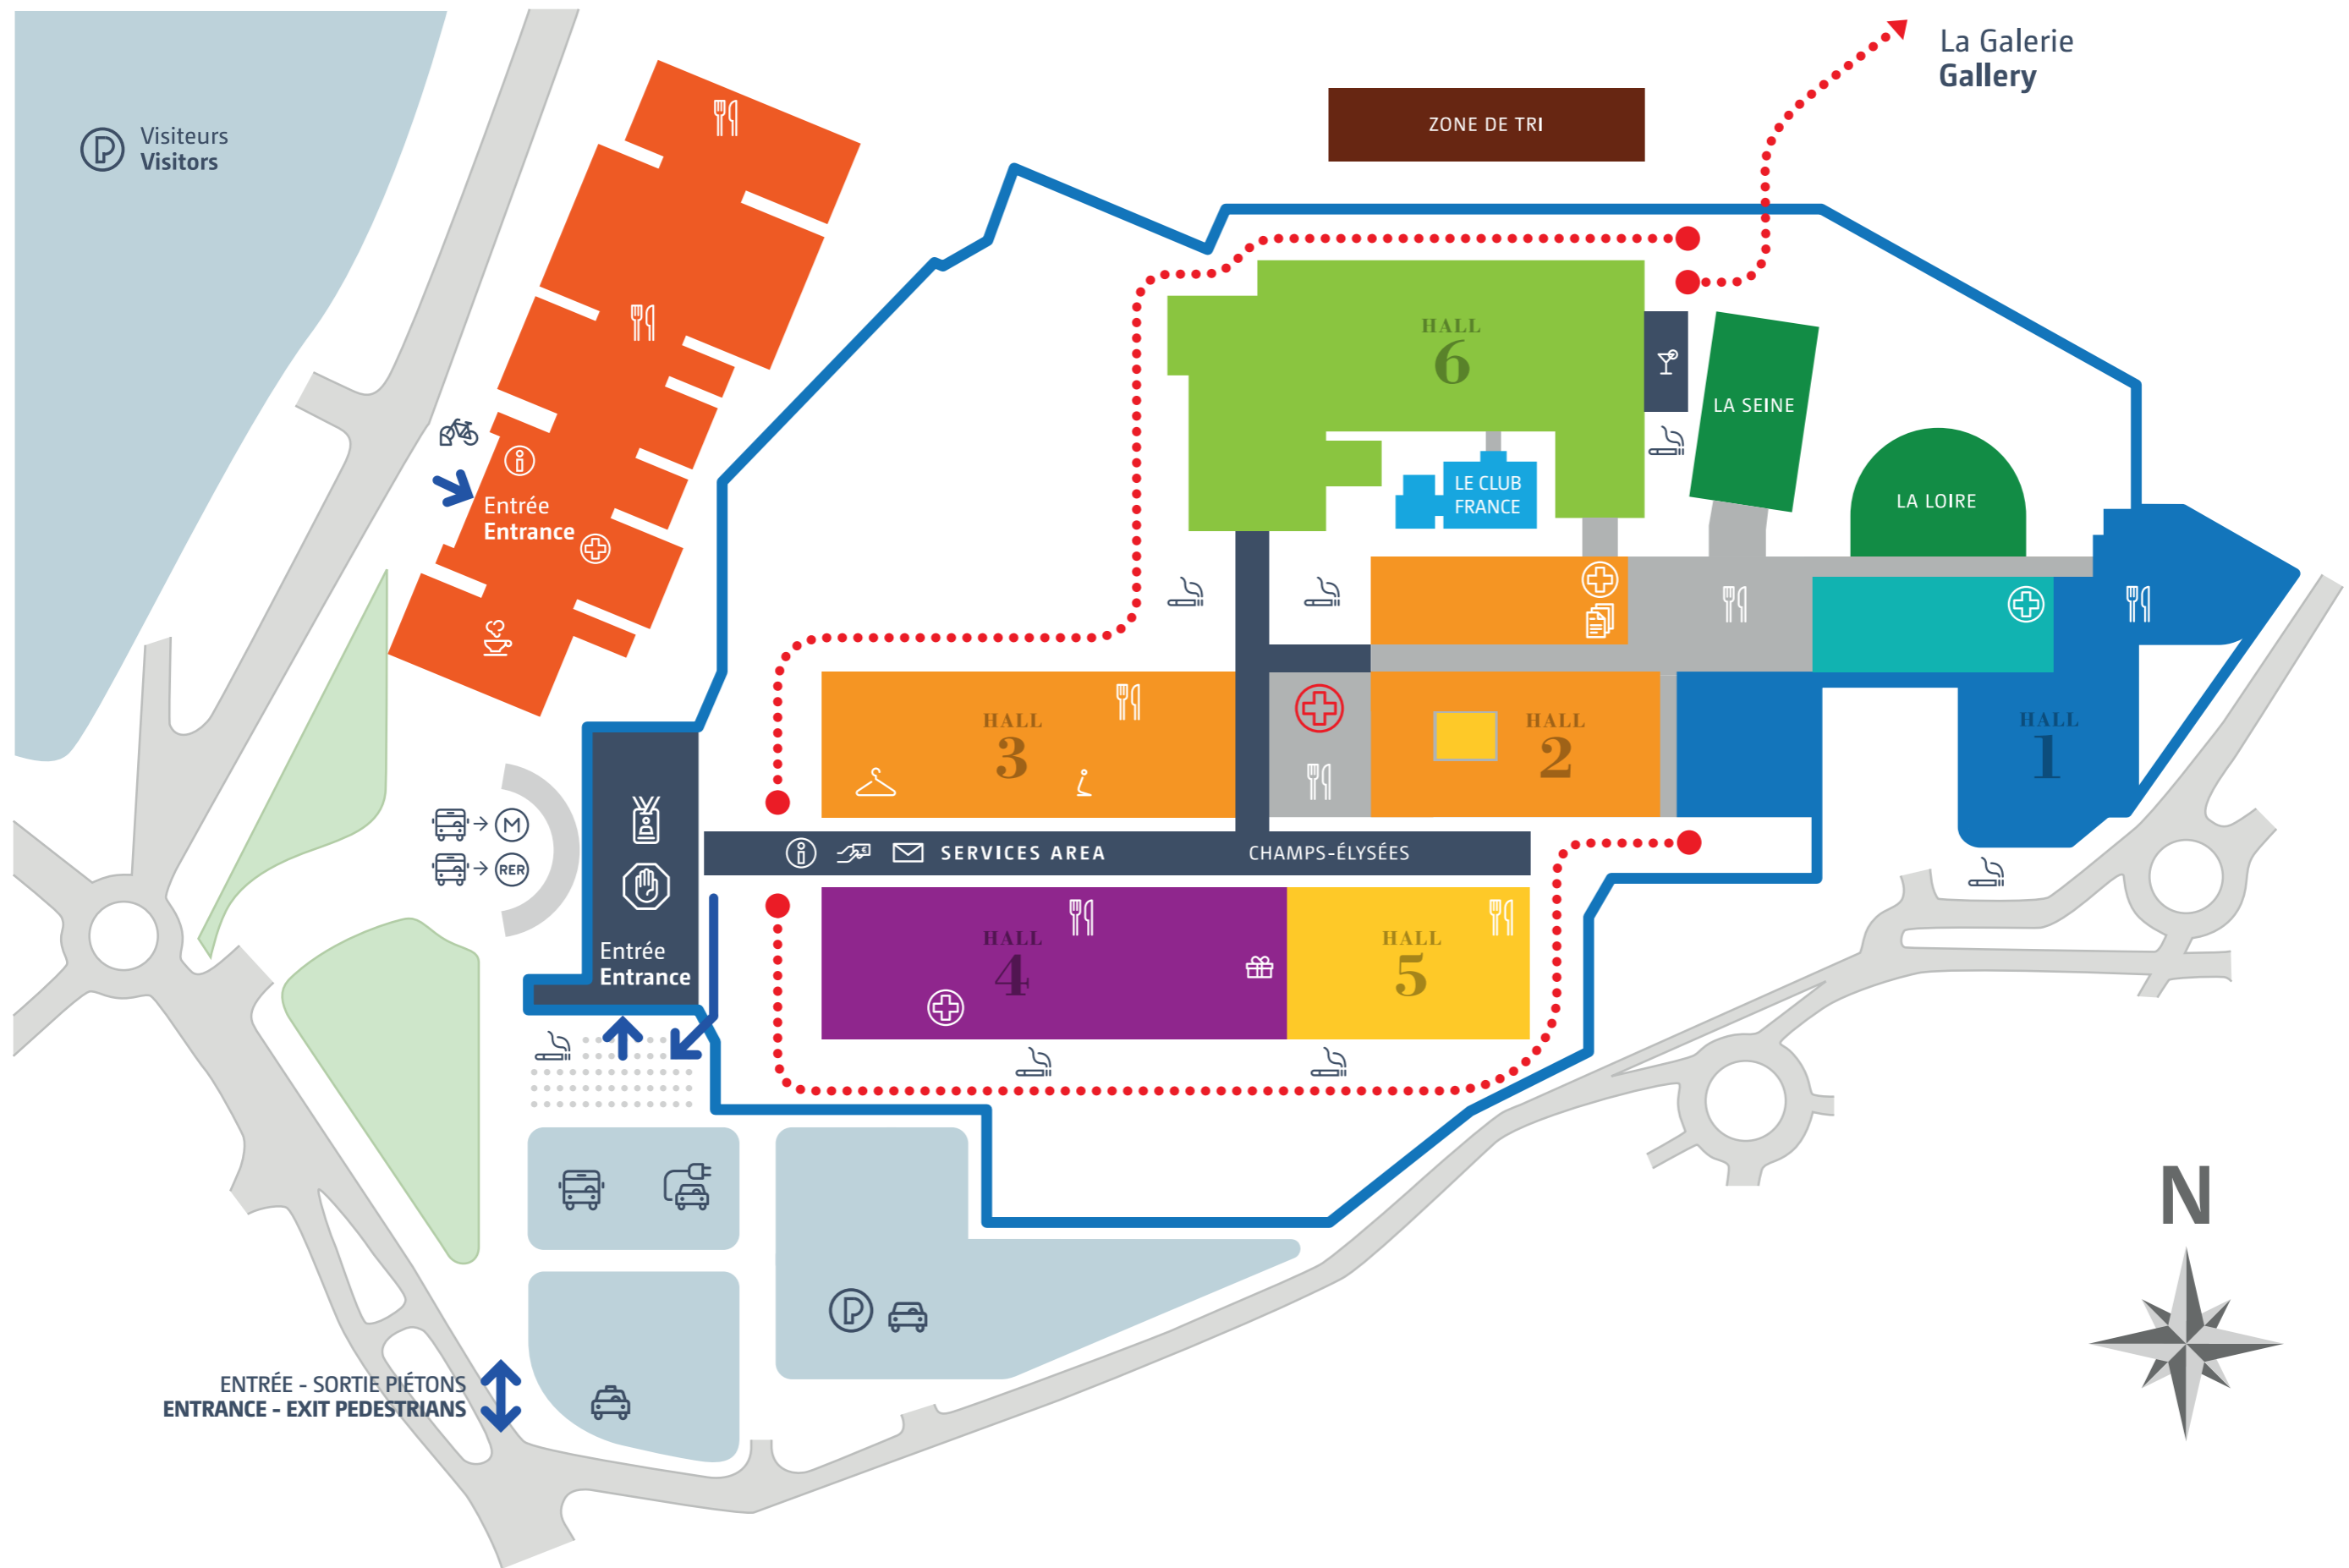 La Galerie
Gallery
ZONE DE TRI
P
Visiteurs
Visitors
HALL
6
LA SEINE
LE CLUB
FRANCE
LA LOIRE
Entrée
Entrance
HALL
3
HALL
2
HALL
1
M
RER
SERVICES AREA
CHAMPS-ÉLYSÉES
HALL
4
HALL
5
Entrée
Entrance
N
P
ENTRÉE - SORTIE PIÉTONS
ENTRANCE - EXIT PEDESTRIANS